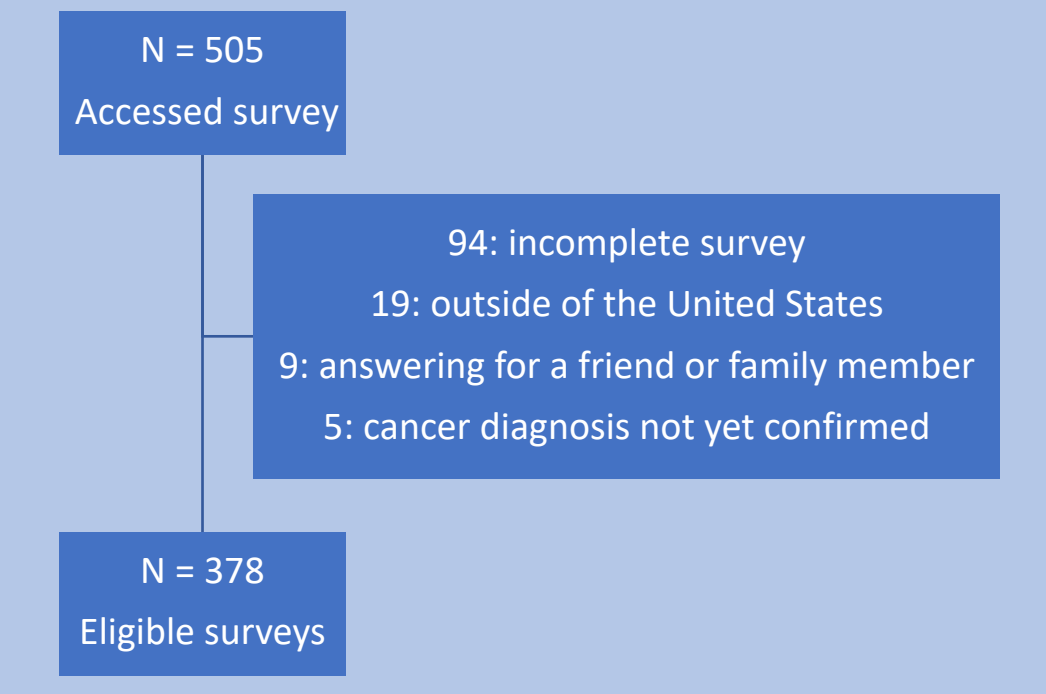 N = 505
Accessed survey
94: incomplete survey
19: outside of the United States
9: answering for a friend or family member
5: cancer diagnosis not yet confirmed
N = 378
Eligible surveys